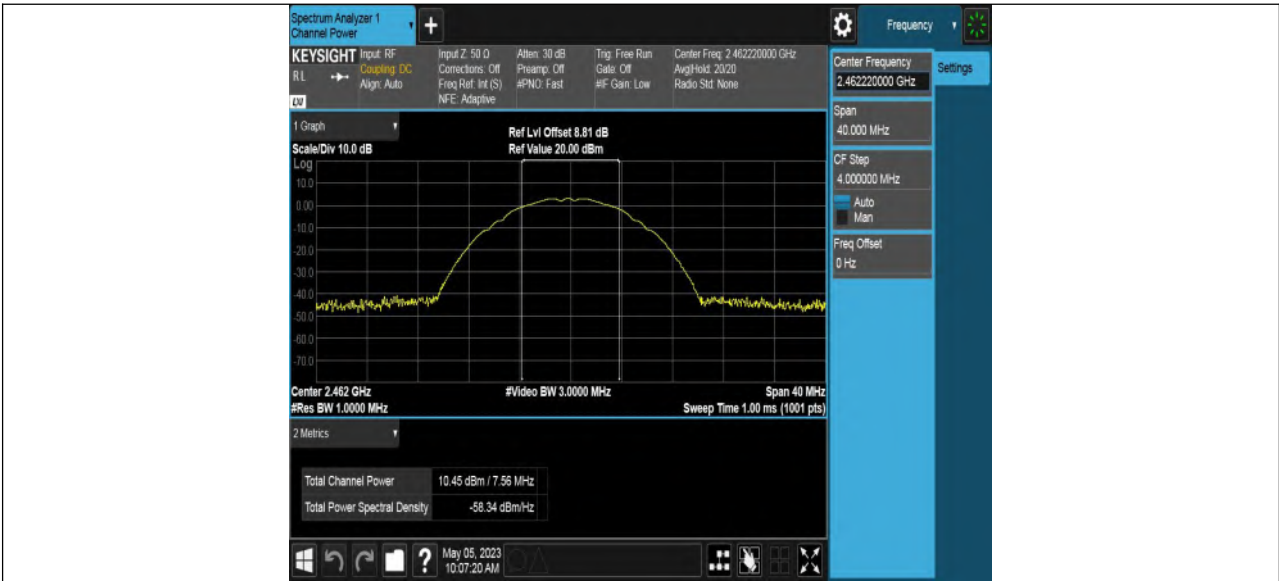 Spectrum Analyzer 1
Channel Power
+
Frequency
KEYSIGHT
RL
LXI
Input: RF
Coupling: DC
Align: Auto
Input Z: 50 Ω
Corrections: Off
Freq Ref: Int (S)
NFE: Adaptive
Atten: 30 dB
Preamp: Off
#PNO: Fast
Trig: Free Run
Gate: Off
#IF Gain: Low
Center Freq: 2.462220000 GHz
Avg|Hold: 20/20
Radio Std: None
Center Frequency
2.462220000 GHz
Settings
Span
40.000 MHz
CF Step
4.000000 MHz
Auto
Man
Freq Offset
0 Hz
1 Graph
Scale/Div 10.0 dB
Ref Lvl Offset 8.81 dB
Ref Value 20.00 dBm
Log
10.0
0.00
-10.0
-20.0
-30.0
-40.0
-50.0
-60.0
-70.0
Center 2.462 GHz
#Video BW 3.0000 MHz
Span 40 MHz
#Res BW 1.0000 MHz
Sweep Time 1.00 ms (1001 pts)
2 Metrics
Total Channel Power 10.45 dBm / 7.56 MHz
Total Power Spectral Density -58.34 dBm/Hz
?
May 05, 2023
10:07:20 AM